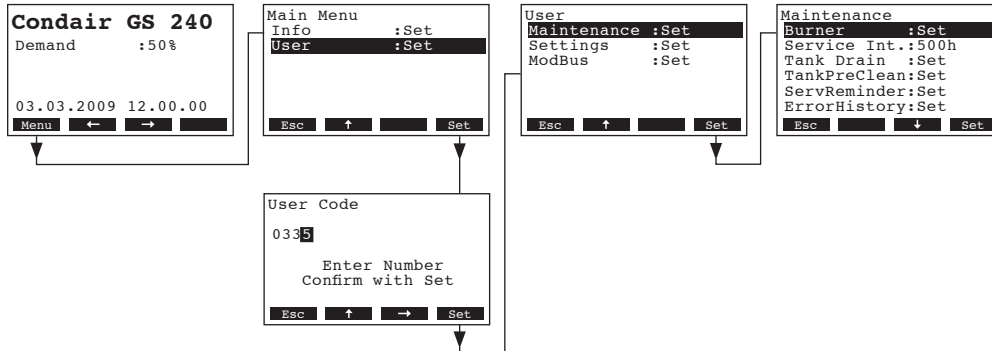 Condair GS 240
Demand :50%
03.03.2009 12.00.00
Menu ← →
Main Menu
Info :Set
User :Set
Esc ↑ Set
User Code
0335
Enter Number
Confirm with Set
Esc ↑ → Set
User
Maintenance :Set
Settings :Set
ModBus :Set
Esc ↑ Set
Maintenance
Burner :Set
Service Int.:500h
Tank Drain :Set
TankPreClean:Set
ServReminder:Set
ErrorHistory:Set
Esc ↓ Set